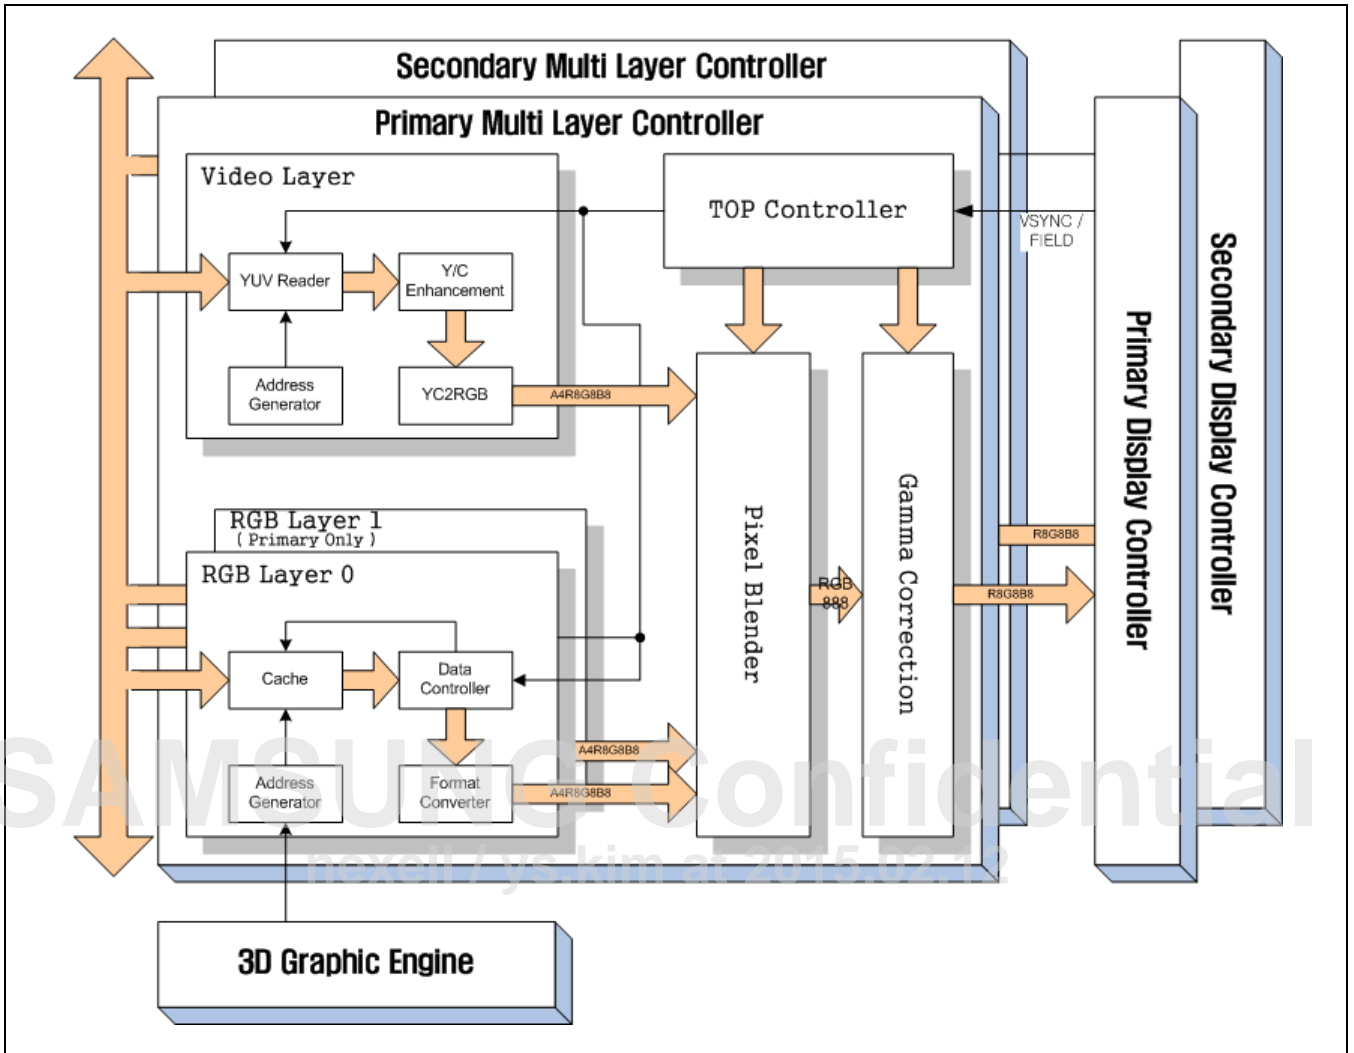 Secondary Multi Layer Controller
Primary Multi Layer Controller
Video Layer
TOP Controller
VSYNC /
FIELD
YUV Reader
Y/C
Enhancement
Address
Generator
YC2RGB
A4R8G8B8
RGB Layer 1
( Primary Only )
RGB Layer 0
Cache
Data
Controller
Address
Generator
Format
Converter
A4R8G8B8
A4R8G8B8
Pixel Blender
RGB
888
Gamma Correction
R8G8B8
R8G8B8
Primary Display Controller
Secondary Display Controller
SAMSUNG Confidential
nexell / ys.kim at 2015.02.12
3D Graphic Engine